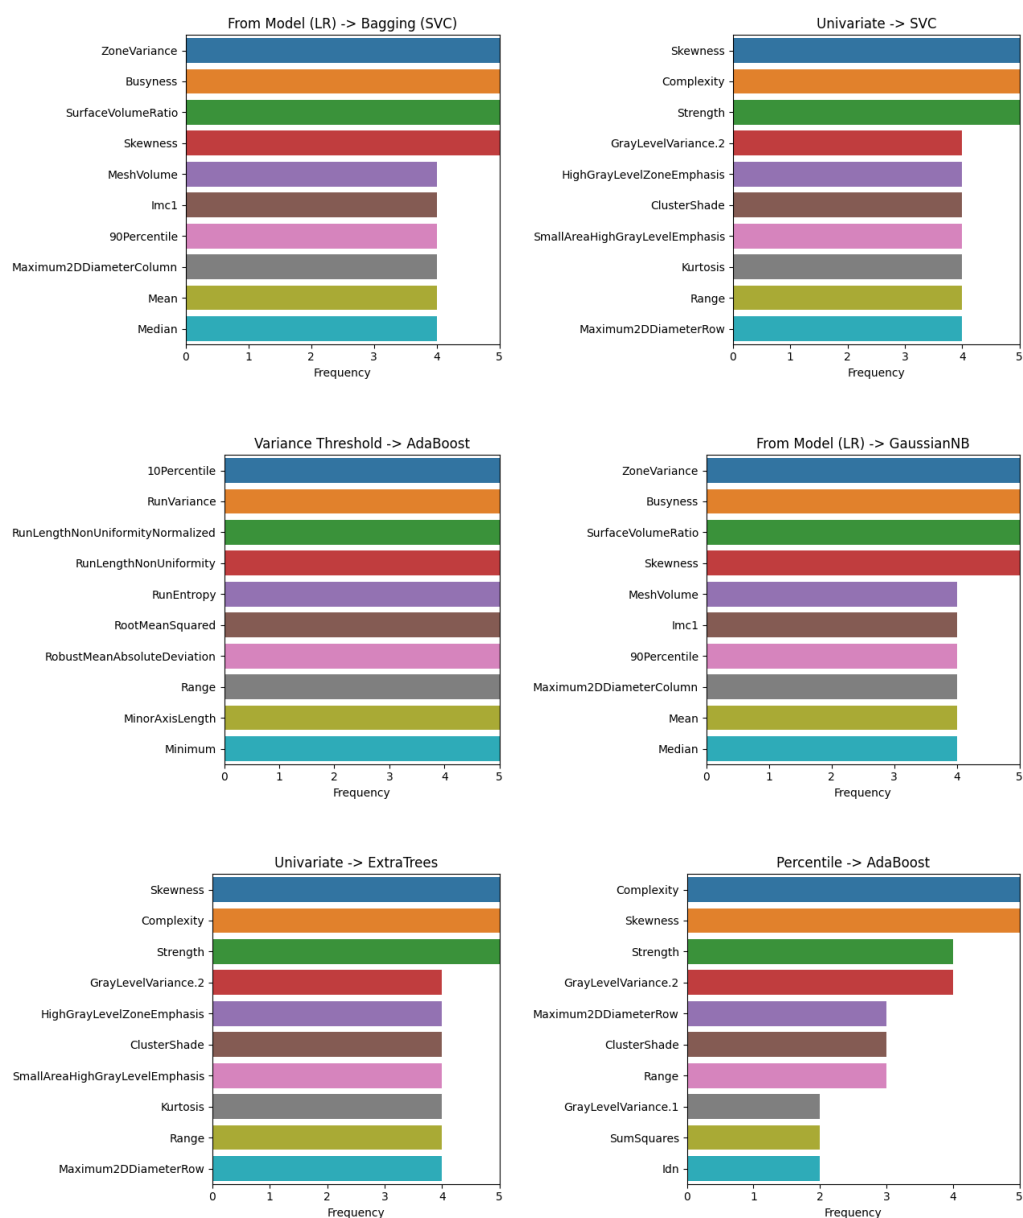 From Model (LR) -> Bagging (SVC)
ZoneVariance
Busyness
SurfaceVolumeRatio
Skewness
MeshVolume
Imc1
90Percentile
Maximum2DDiameterColumn
Mean
Median
0 1 2 3 4 5
Frequency
Univariate -> SVC
Skewness
Complexity
Strength
GrayLevelVariance.2
HighGrayLevelZoneEmphasis
ClusterShade
SmallAreaHighGrayLevelEmphasis
Kurtosis
Range
Maximum2DDiameterRow
0 1 2 3 4 5
Frequency
Variance Threshold -> AdaBoost
10Percentile
RunVariance
RunLengthNonUniformityNormalized
RunLengthNonUniformity
RunEntropy
RootMeanSquared
RobustMeanAbsoluteDeviation
Range
MinorAxisLength
Minimum
0 1 2 3 4 5
Frequency
From Model (LR) -> GaussianNB
ZoneVariance
Busyness
SurfaceVolumeRatio
Skewness
MeshVolume
Imc1
90Percentile
Maximum2DDiameterColumn
Mean
Median
0 1 2 3 4 5
Frequency
Univariate -> ExtraTrees
Skewness
Complexity
Strength
GrayLevelVariance.2
HighGrayLevelZoneEmphasis
ClusterShade
SmallAreaHighGrayLevelEmphasis
Kurtosis
Range
Maximum2DDiameterRow
0 1 2 3 4 5
Frequency
Percentile -> AdaBoost
Complexity
Skewness
Strength
GrayLevelVariance.2
Maximum2DDiameterRow
ClusterShade
Range
GrayLevelVariance.1
SumSquares
Idn
0 1 2 3 4 5
Frequency